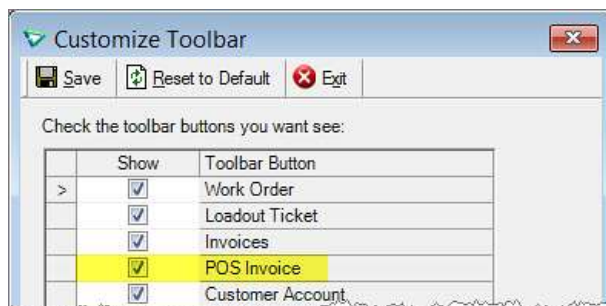 Customize Toolbar
Save Reset to Default Exit
Check the toolbar buttons you want see:
Show Toolbar Button
> Work Order
Loadout Ticket
Invoices
POS Invoice
Customer Account